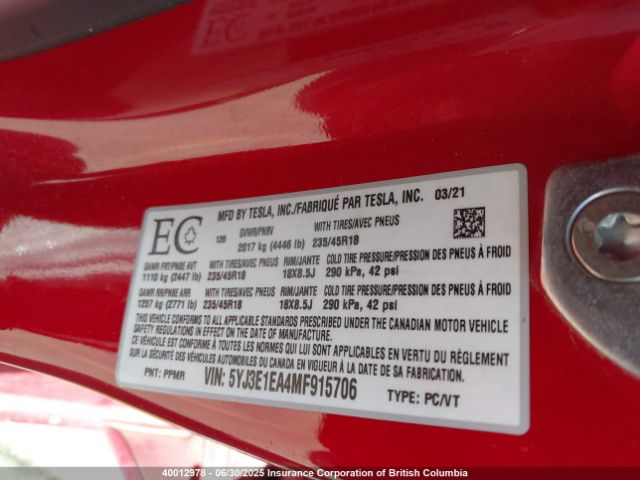 EC
MFD BY TESLA, INC./FABRIQUÉ PAR TESLA, INC. 03/21
GVWR/PNBV WITH TIRES/AVEC PNEUS
126 2017 kg (4446 lb) 235/45R18
GAWR FRT/PNBE AVT WITH TIRES/AVEC PNEUS RIM/JANTE COLD TIRE PRESSURE/PRESSION DES PNEUS À FROID
1110 kg (2447 lb) 235/45R18 18X8.5J 290 kPa, 42 psi
GAWR RR/PNBE ARR WITH TIRES/AVEC PNEUS RIM/JANTE COLD TIRE PRESSURE/PRESSION DES PNEUS À FROID
1257 kg (2771 lb) 235/45R18 18X8.5J 290 kPa, 42 psi
THIS VEHICLE CONFORMS TO ALL APPLICABLE STANDARDS PRESCRIBED UNDER THE CANADIAN MOTOR VEHICLE
SAFETY REGULATIONS IN EFFECT ON THE DATE OF MANUFACTURE.
CE VÉHICULE EST CONFORME À TOUTES LES NORMES QUI LUI SONT APPLICABLES EN VERTU DU RÈGLEMENT
SUR LA SÉCURITÉ DES VÉHICULES AUTOMOBILES DU CANADA EN VIGUEUR À LA DATE DE SA FABRICATION.
PNT: PPMR VIN: 5YJ3E1EA4MF915706 TYPE: PC/VT
40012978 - 06/30/2025 Insurance Corporation of British Columbia